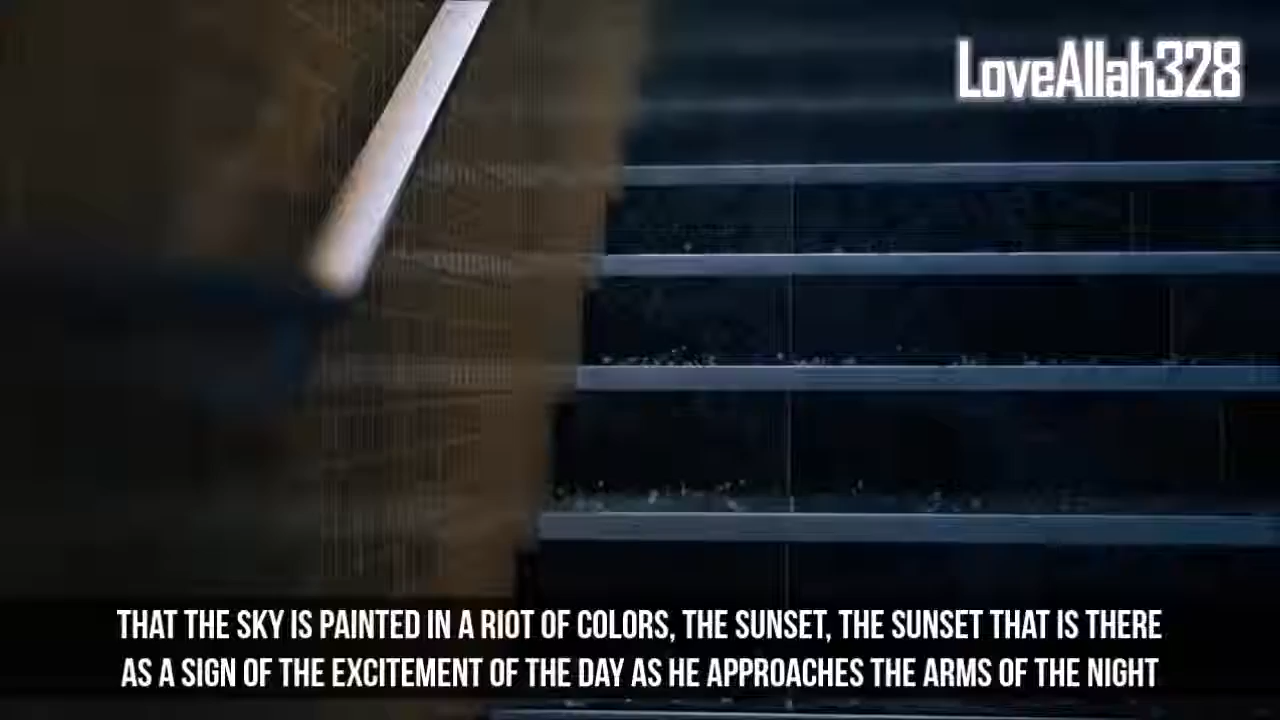 LoveAllah328
THAT THE SKY IS PAINTED IN A RIOT OF COLORS, THE SUNSET, THE SUNSET THAT IS THERE
AS A SIGN OF THE EXCITEMENT OF THE DAY AS HE APPROACHES THE ARMS OF THE NIGHT